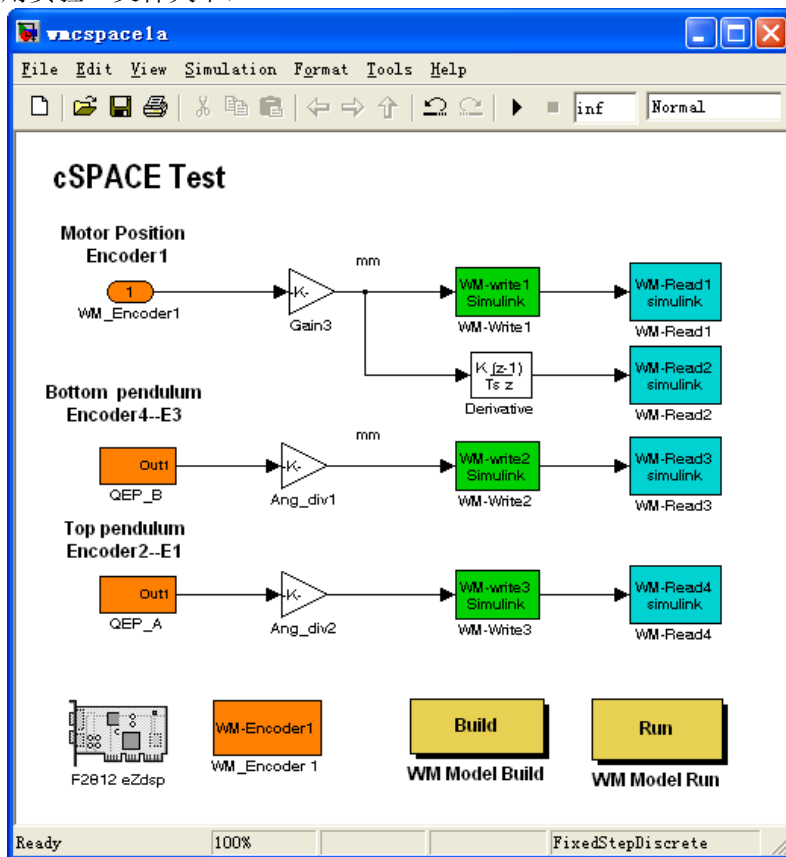 wmcspace1a
File Edit View Simulation Format Tools Help
inf Normal
cSPACE Test
Motor Position
Encoder1
mm
1
-K-
WM-write1
Simulink
WM-Read1
simulink
WM_Encoder1
Gain3
WM-Write1
WM-Read1
K (z-1)
Ts z
WM-Read2
simulink
Derivative
WM-Read2
Bottom pendulum
Encoder4--E3
mm
Out1
-K-
WM-write2
Simulink
WM-Read3
simulink
QEP_B
Ang_div1
WM-Write2
WM-Read3
Top pendulum
Encoder2--E1
Out1
-K-
WM-write3
Simulink
WM-Read4
simulink
QEP_A
Ang_div2
WM-Write3
WM-Read4
WM-Encoder1
Build
Run
F2812 eZdsp
WM_Encoder 1
WM Model Build
WM Model Run
Ready 100% FixedStepDiscrete